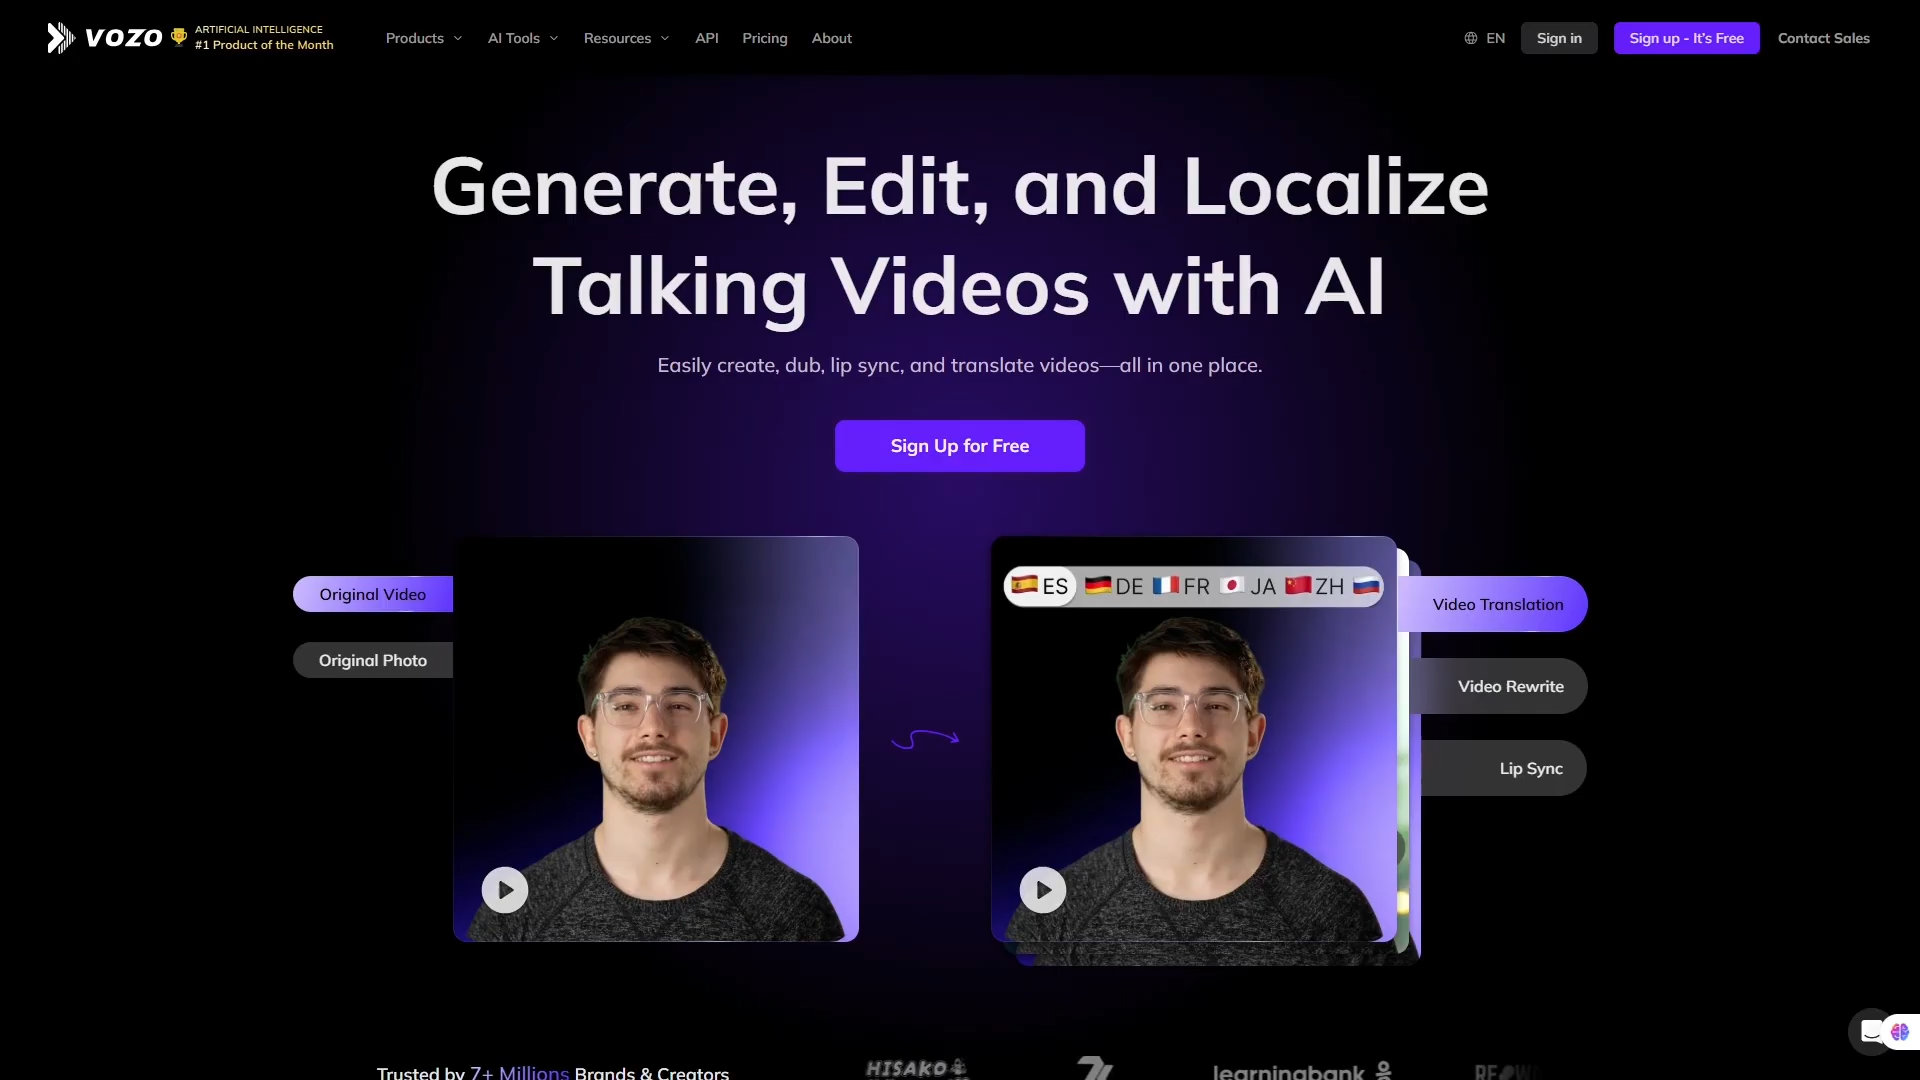 VOZO
ARTIFICIAL INTELLIGENCE
#1 Product of the Month
Products
AI Tools
Resources
API
Pricing
About
EN
Sign in
Sign up - It's Free
Contact Sales
Generate, Edit, and Localize
Talking Videos with AI
Easily create, dub, lip sync, and translate videos—all in one place.
Sign Up for Free
Original Video
Original Photo
ES DE FR JA ZH
Video Translation
Video Rewrite
Lip Sync
Trusted by 7+ Millions Brands & Creators
HISAKO
learningbank